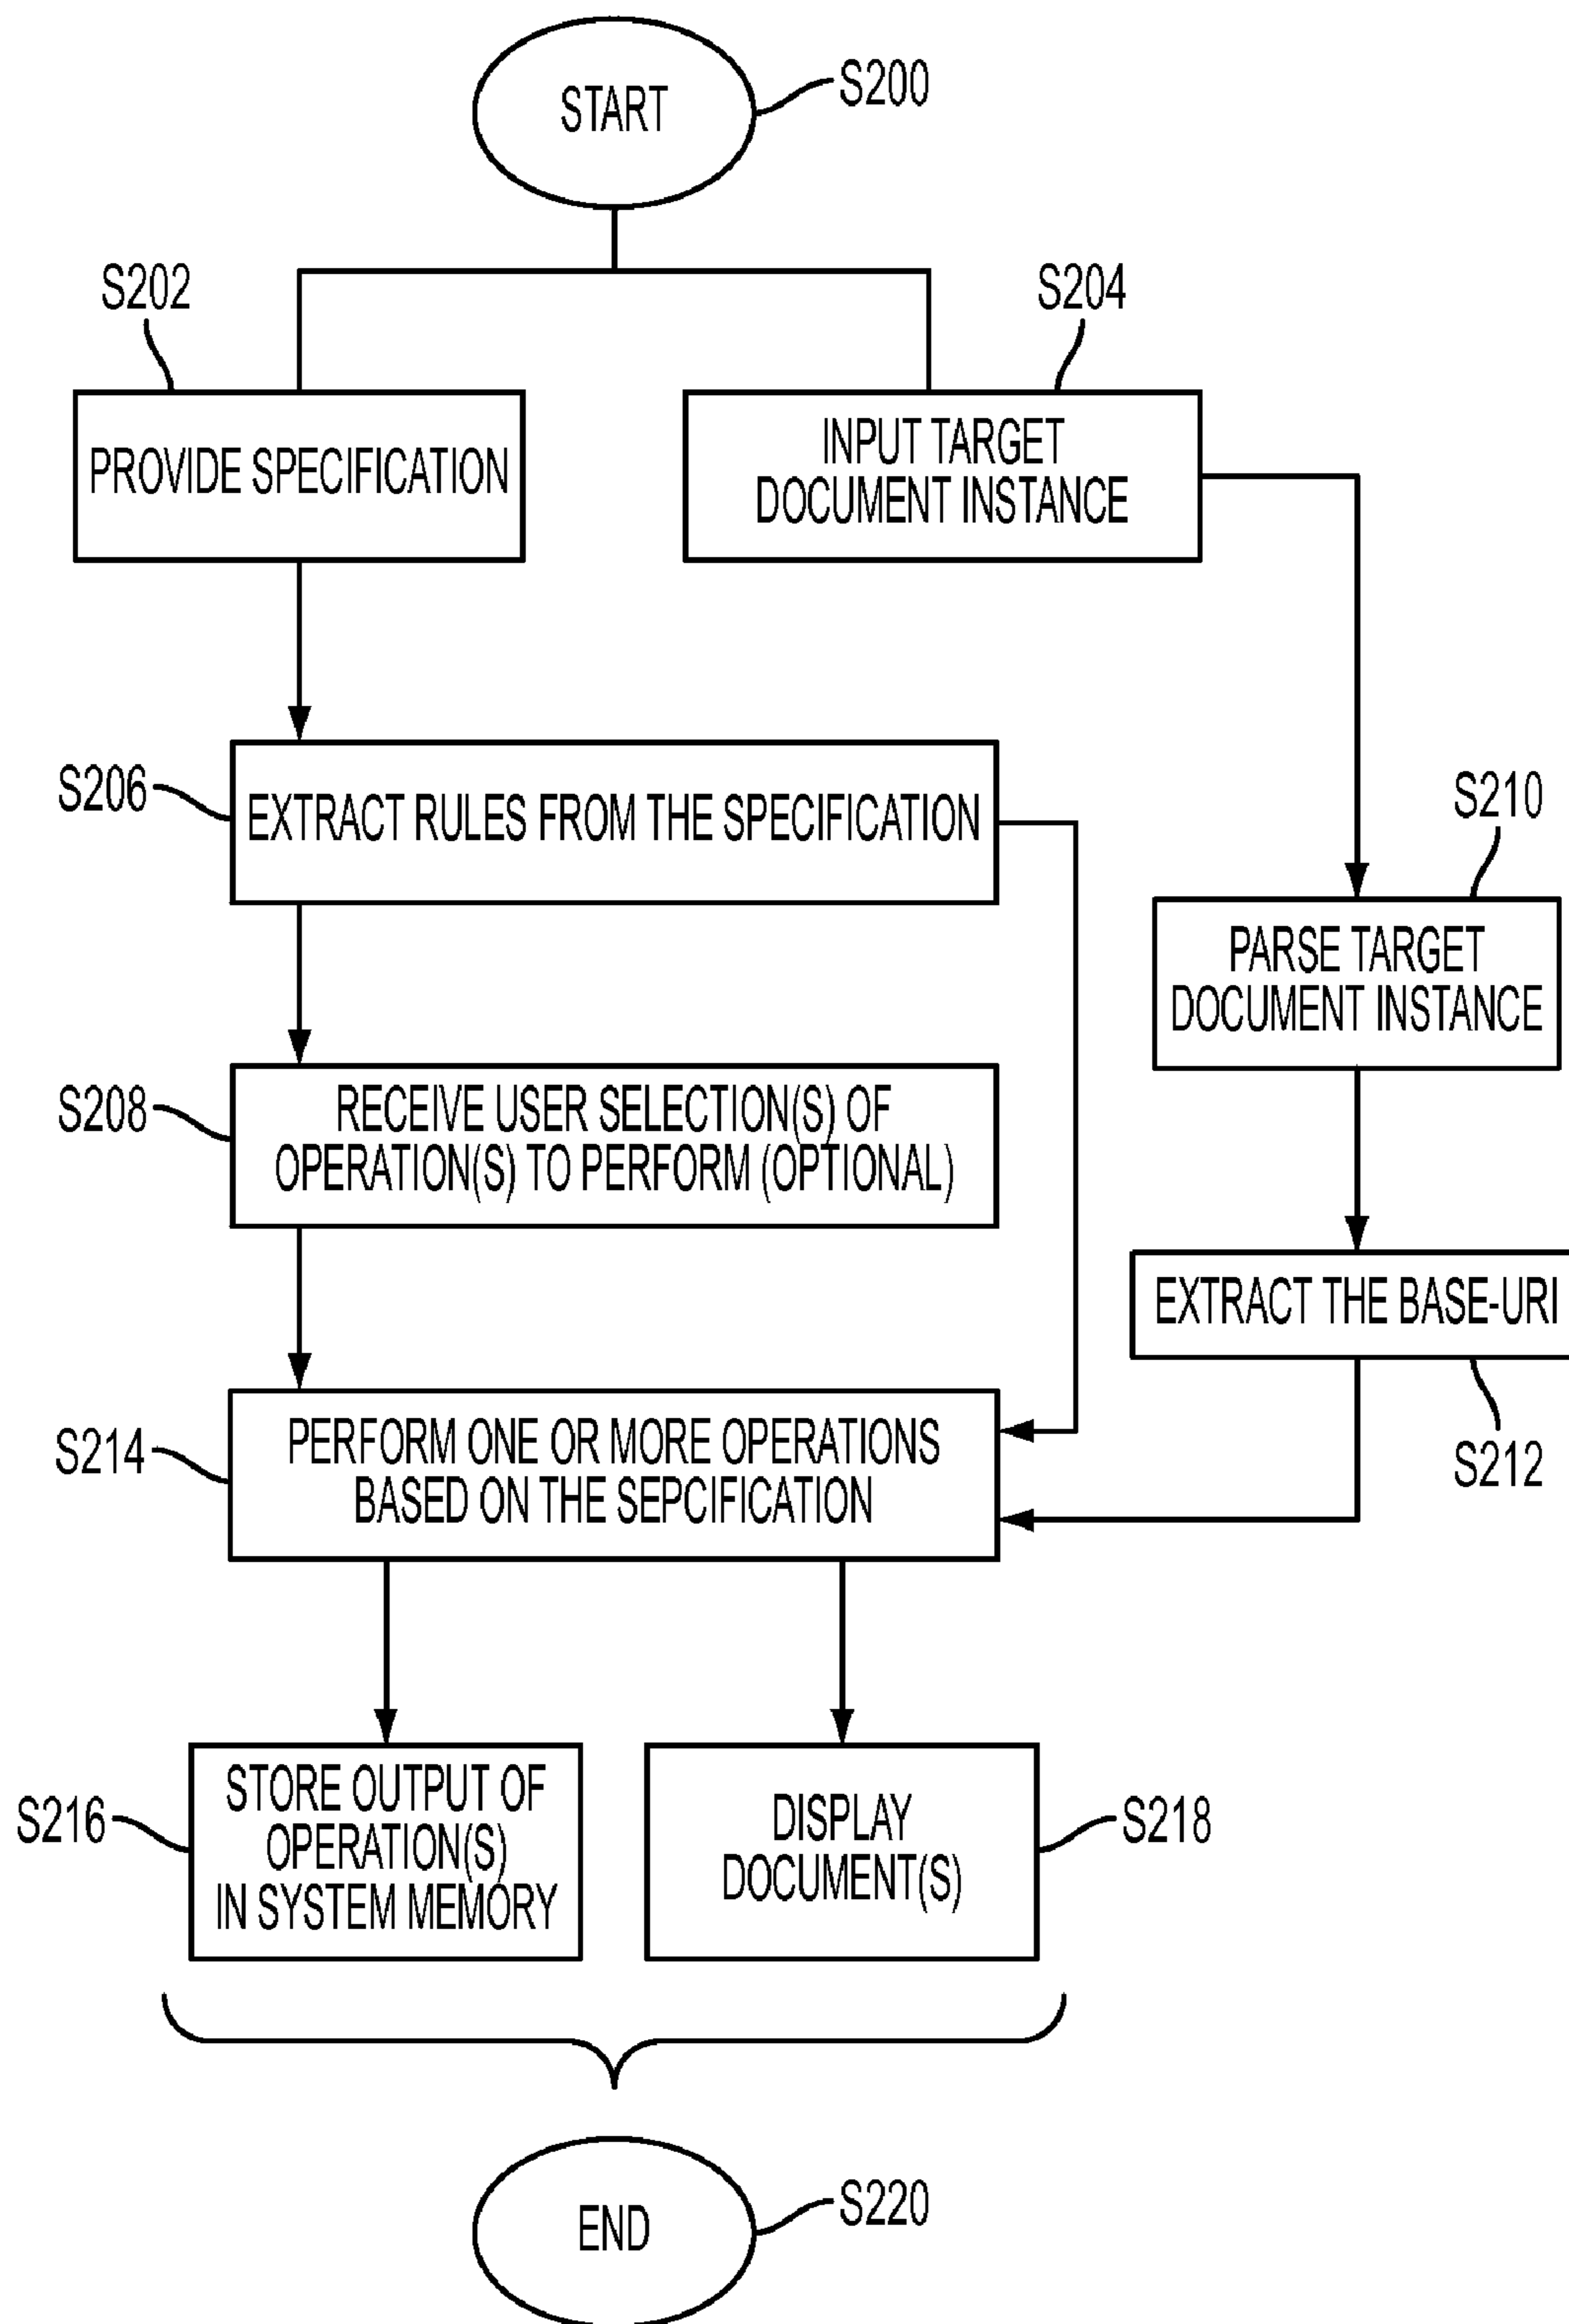 START
S200
S202
S204
PROVIDE SPECIFICATION
INPUT TARGET
DOCUMENT INSTANCE
S206
EXTRACT RULES FROM THE SPECIFICATION
S210
PARSE TARGET
DOCUMENT INSTANCE
S208
RECEIVE USER SELECTION(S) OF
OPERATION(S) TO PERFORM (OPTIONAL)
EXTRACT THE BASE-URI
S212
S214
PERFORM ONE OR MORE OPERATIONS
BASED ON THE SEPCIFICATION
S216
STORE OUTPUT OF
OPERATION(S)
IN SYSTEM MEMORY
DISPLAY
DOCUMENT(S)
S218
END
S220